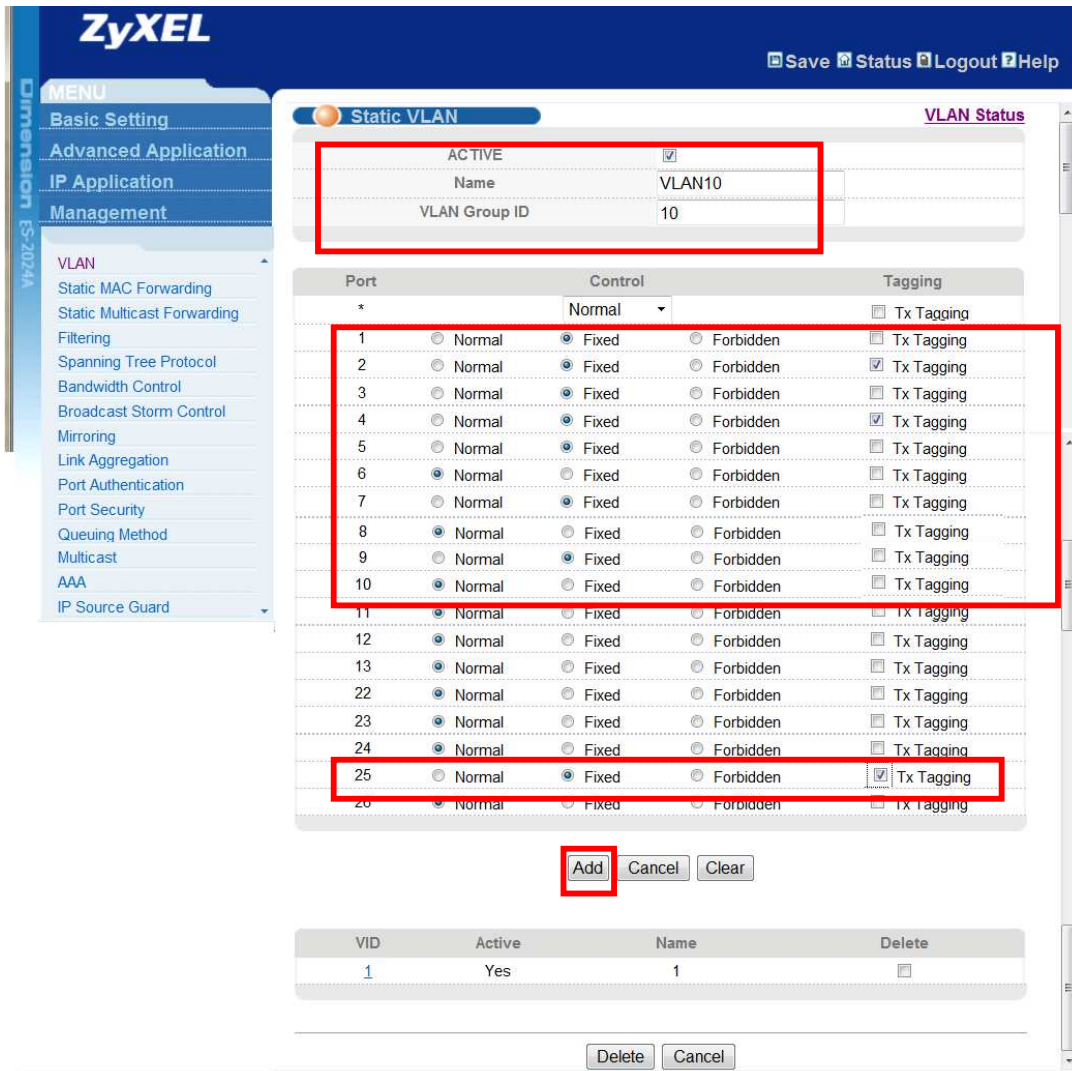 ZyXEL
Save Status Logout Help
Dimension ES-2024A
MENU
Basic Setting
Advanced Application
IP Application
Management
VLAN
Static MAC Forwarding
Static Multicast Forwarding
Filtering
Spanning Tree Protocol
Bandwidth Control
Broadcast Storm Control
Mirroring
Link Aggregation
Port Authentication
Port Security
Queuing Method
Multicast
AAA
IP Source Guard
Static VLAN VLAN Status
ACTIVE
Name VLAN10
VLAN Group ID 10
Port Control Tagging
* Normal Tx Tagging
1 Normal Fixed Forbidden Tx Tagging
2 Normal Fixed Forbidden Tx Tagging
3 Normal Fixed Forbidden Tx Tagging
4 Normal Fixed Forbidden Tx Tagging
5 Normal Fixed Forbidden Tx Tagging
6 Normal Fixed Forbidden Tx Tagging
7 Normal Fixed Forbidden Tx Tagging
8 Normal Fixed Forbidden Tx Tagging
9 Normal Fixed Forbidden Tx Tagging
10 Normal Fixed Forbidden Tx Tagging
11 Normal Fixed Forbidden Tx Tagging
12 Normal Fixed Forbidden Tx Tagging
13 Normal Fixed Forbidden Tx Tagging
22 Normal Fixed Forbidden Tx Tagging
23 Normal Fixed Forbidden Tx Tagging
24 Normal Fixed Forbidden Tx Tagging
25 Normal Fixed Forbidden Tx Tagging
26 Normal Fixed Forbidden Tx Tagging
Add Cancel Clear
VID Active Name Delete
1 Yes 1
Delete Cancel